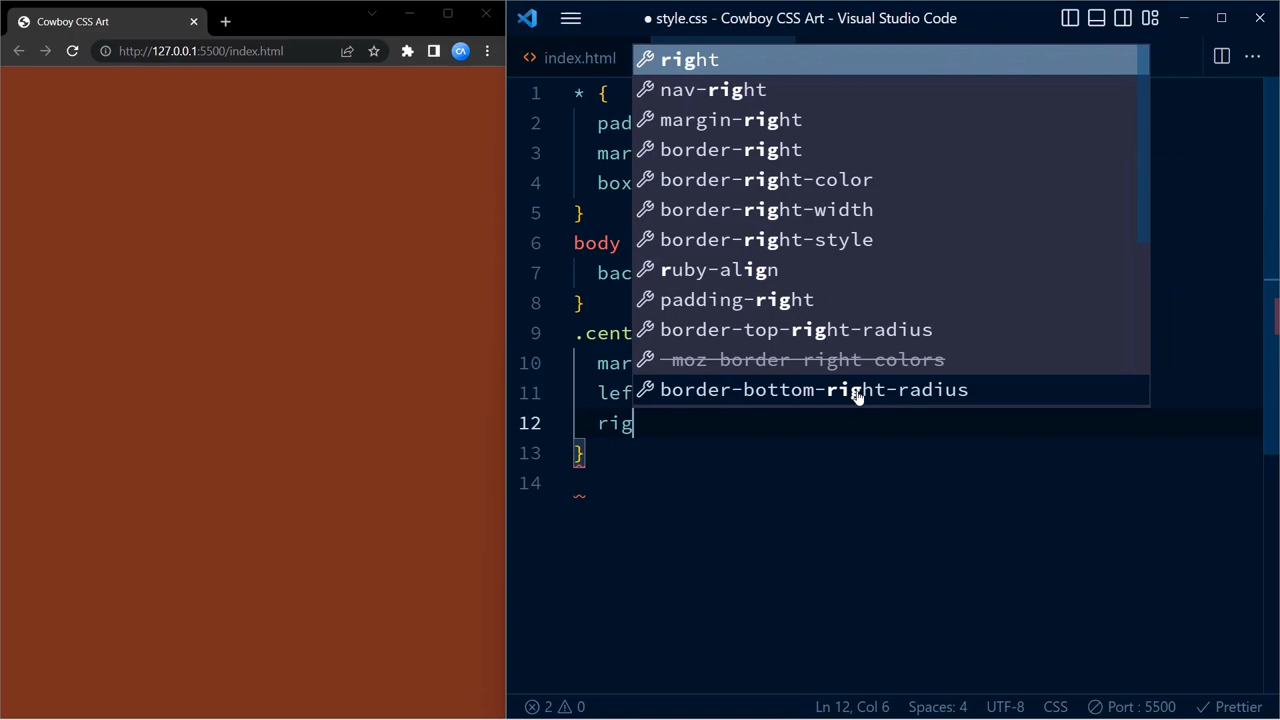 Cowboy CSS Art
http://127.0.0.1:5500/index.html
● style.css - Cowboy CSS Art - Visual Studio Code
index.html
1 * {
2 pad
3 mar
4 box
5 }
6 body
7 bac
8 }
9 .cent
10 mar
11 lef
12 rig
13 }
14
right
nav-right
margin-right
border-right
border-right-color
border-right-width
border-right-style
ruby-align
padding-right
border-top-right-radius
-moz-border-right-colors
border-bottom-right-radius
2 0 Ln 12, Col 6 Spaces: 4 UTF-8 CSS Port : 5500 Prettier